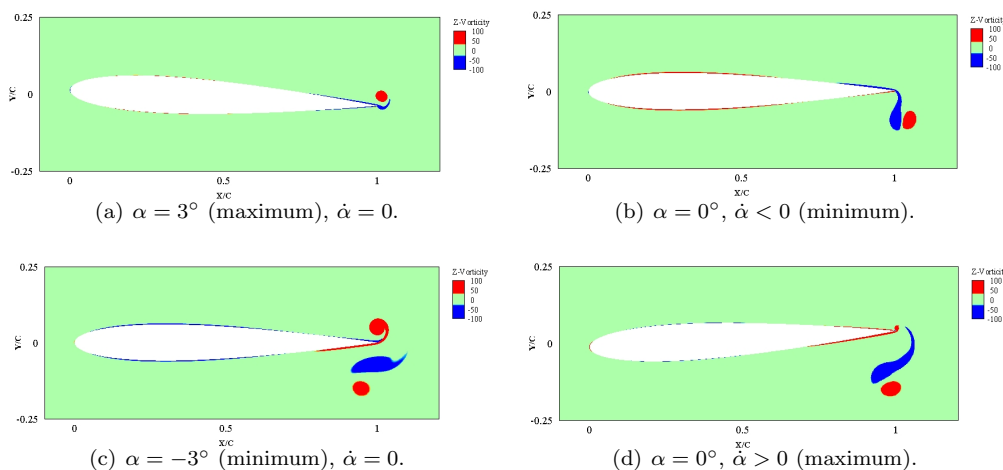 0.25
Y/C
0
-0.25
0
0.5
1
X/C
Z-Vorticity
100
50
0
-50
-100
(a) α = 3° (maximum), α̇ = 0.
0.25
Y/C
0
-0.25
0
0.5
1
X/C
Z-Vorticit
100
50
0
-50
-100
(b) α = 0°, α̇ < 0 (minimum).
0.25
Y/C
0
-0.25
0
0.5
1
X/C
Z-Vorticity
100
50
0
-50
-100
(c) α = −3° (minimum), α̇ = 0.
0.25
Y/C
0
-0.25
0
0.5
1
X/C
Z-Vorticit
100
50
0
-50
-100
(d) α = 0°, α̇ > 0 (maximum).